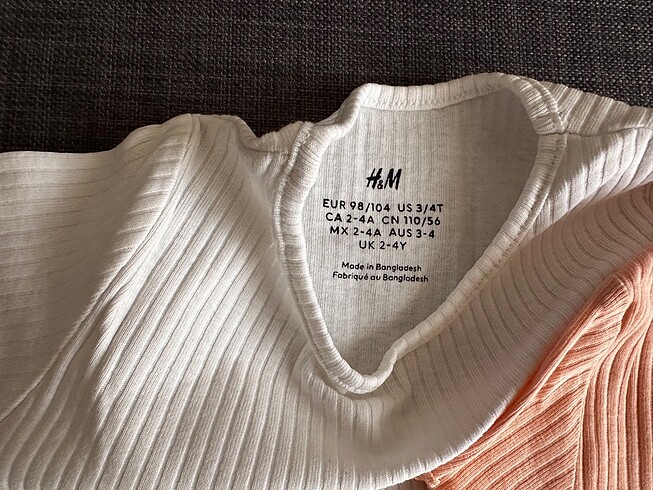 H&M
EUR 98/104 US 3/4T
CA 2-4A CN 110/56
MX 2-4A AUS 3-4
UK 2-4Y
Made in Bangladesh
Fabriqué au Bangladesh